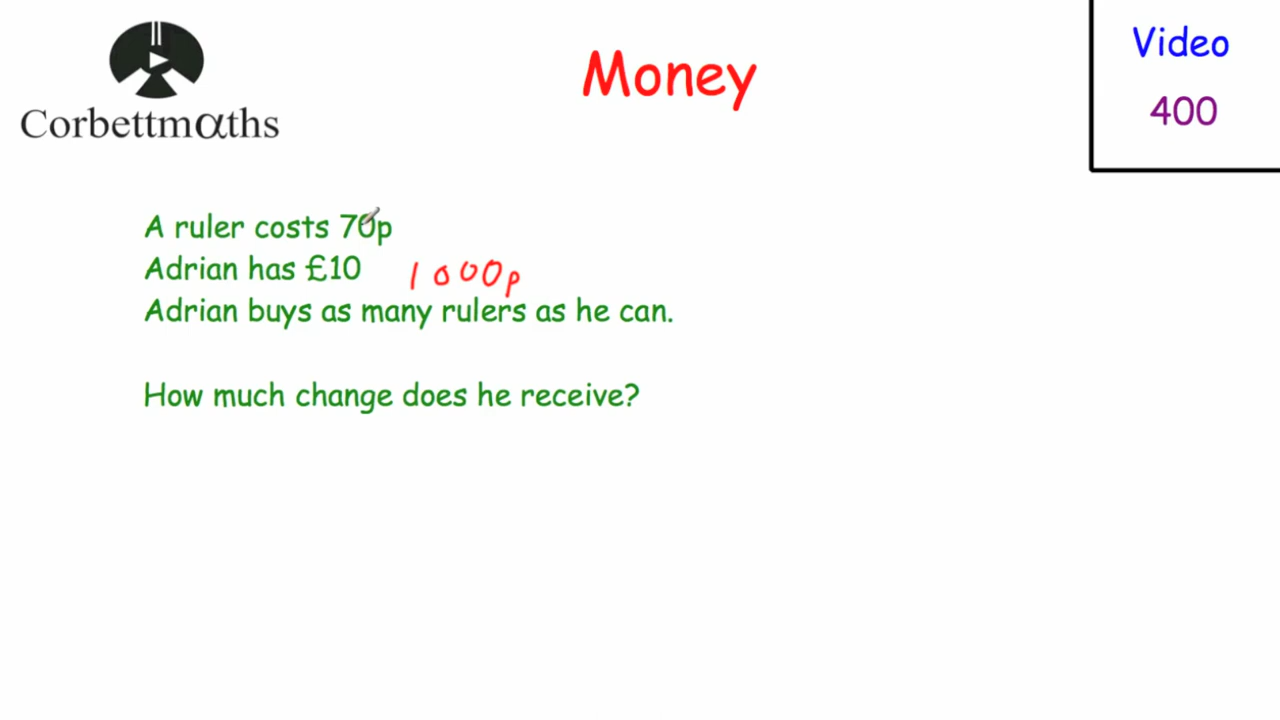 Corbettmαths
Money
Video
400
A ruler costs 70p
Adrian has £10 1000p
Adrian buys as many rulers as he can.
How much change does he receive?